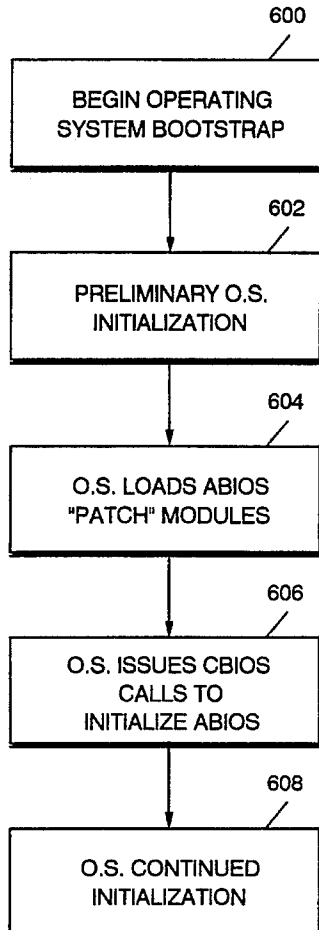 600
BEGIN OPERATING
SYSTEM BOOTSTRAP
602
PRELIMINARY O.S.
INITIALIZATION
604
O.S. LOADS ABIOS
"PATCH" MODULES
606
O.S. ISSUES CBIOS
CALLS TO
INITIALIZE ABIOS
608
O.S. CONTINUED
INITIALIZATION